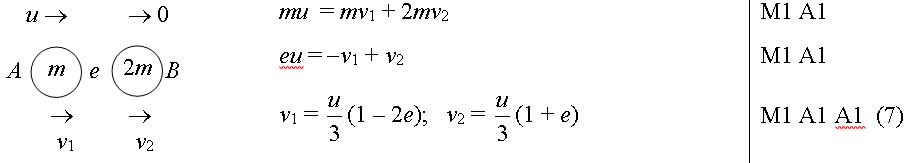 u → → 0 mu = mv₁ + 2mv₂ M1 A1
A m e 2m B eu = –v₁ + v₂ M1 A1
→ → v₁ = u/3 (1 – 2e); v₂ = u/3 (1 + e) M1 A1 A1 (7)
v₁ v₂